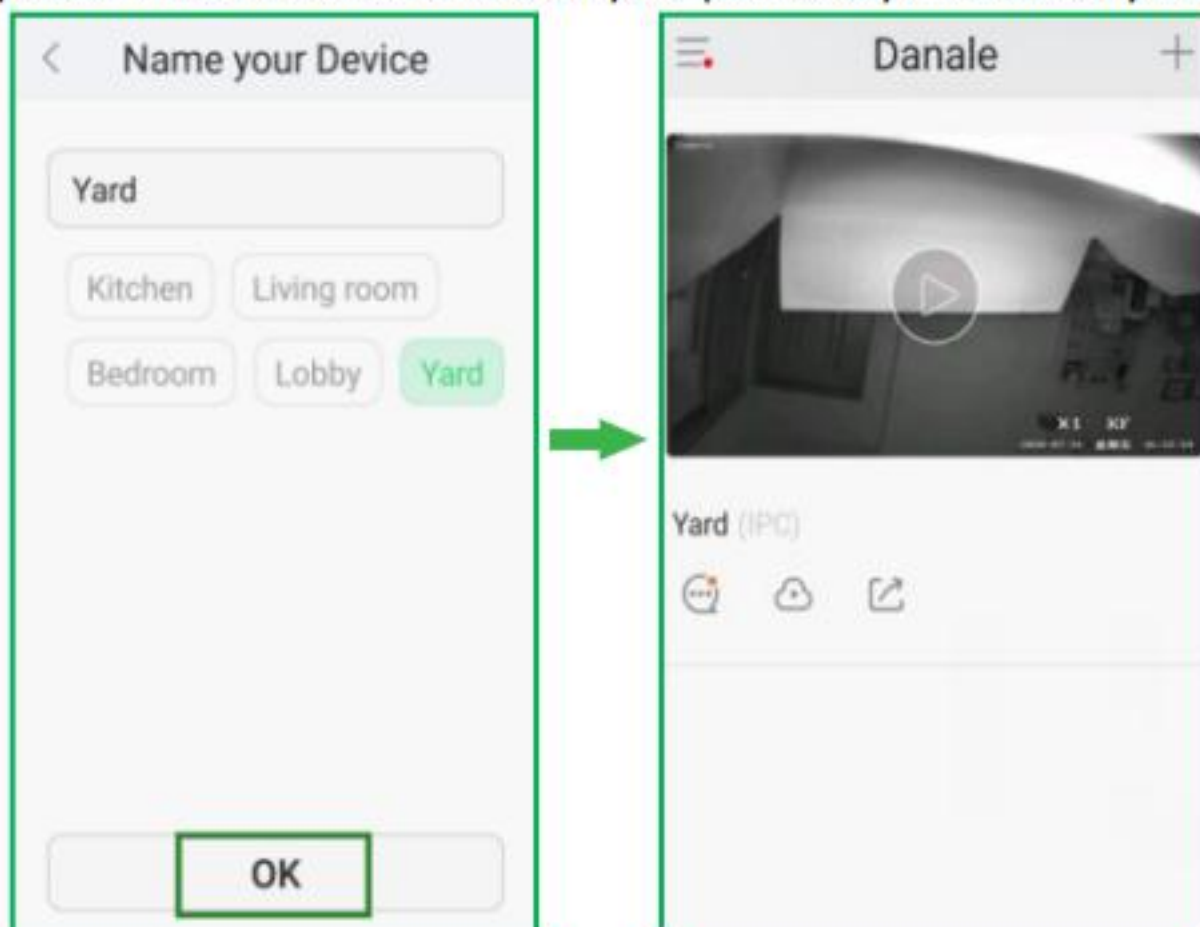 Name your Device
Yard
Kitchen Living room
Bedroom Lobby Yard
OK
Danale
Yard (IPC)